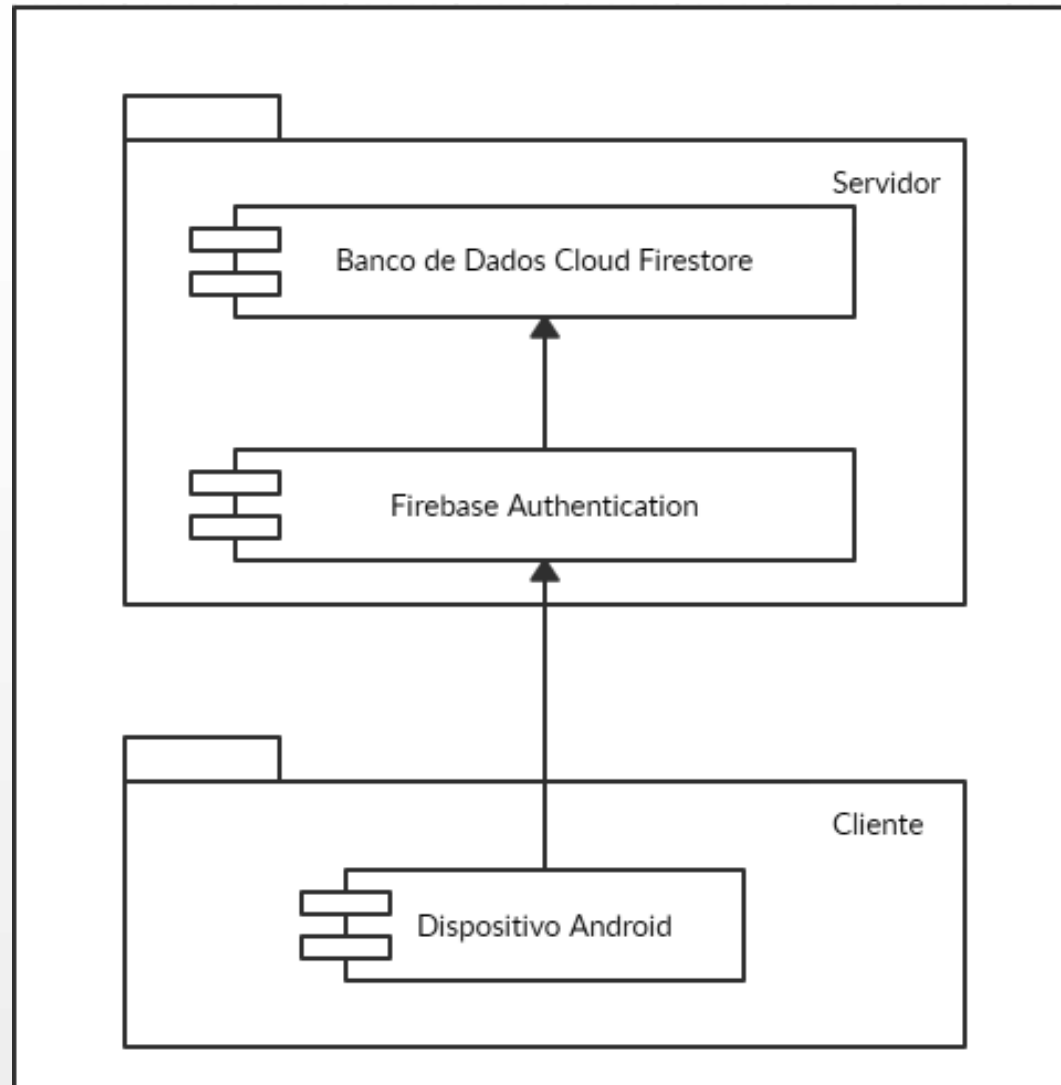 Servidor
Banco de Dados Cloud Firestore
Firebase Authentication
Cliente
Dispositivo Android